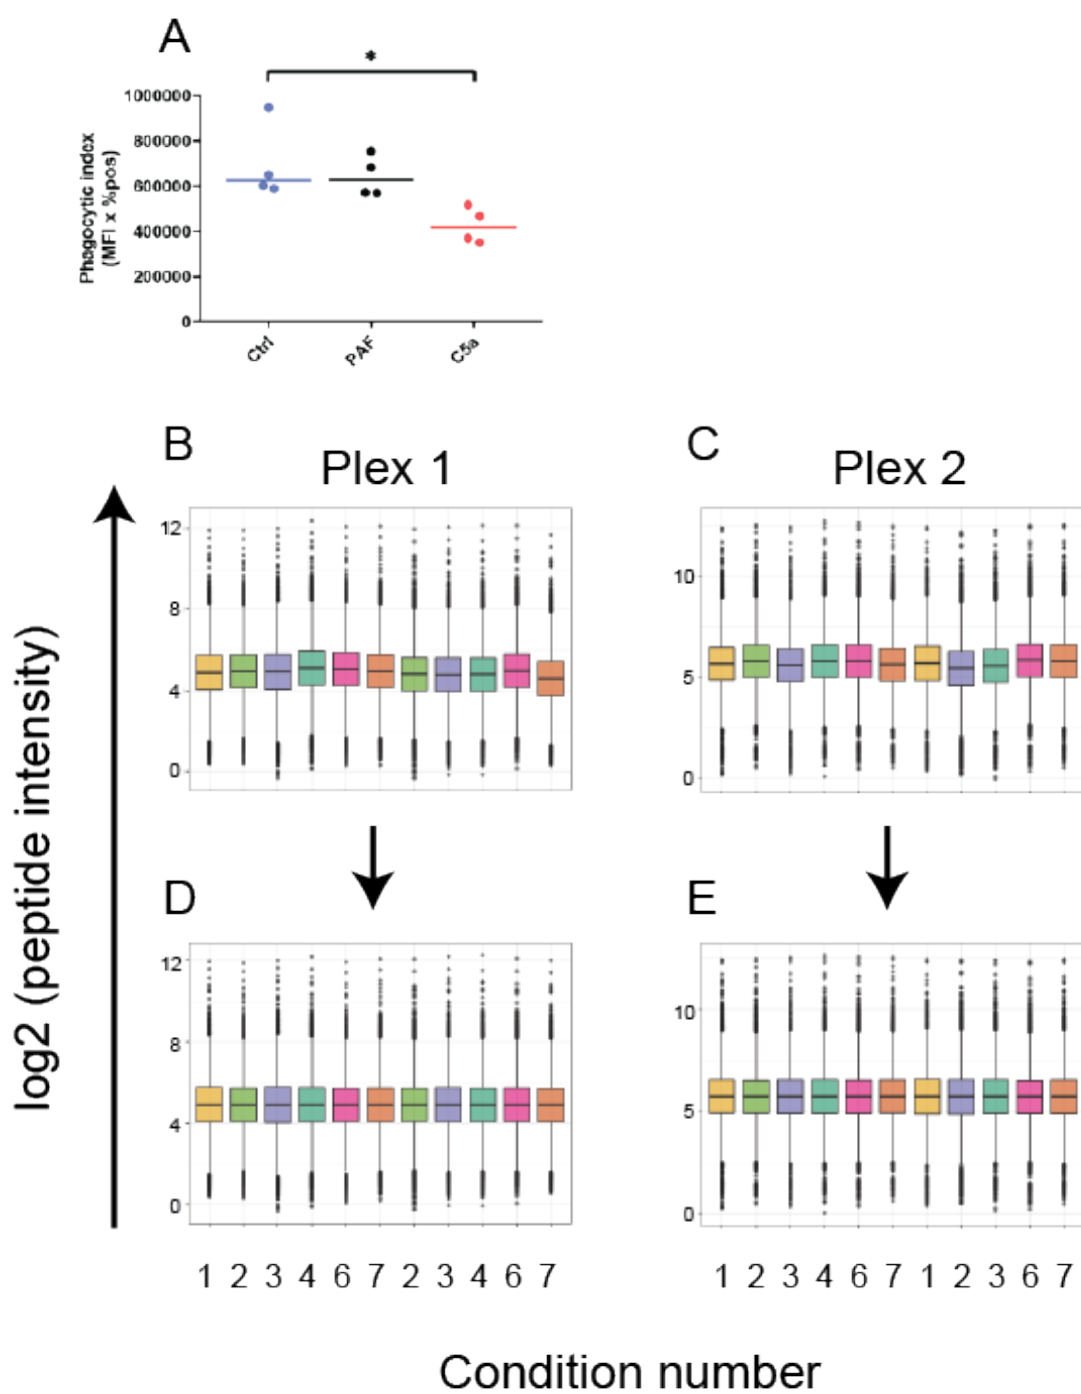 A
*
1000000
800000
600000
400000
200000
0
Phagocytic index
(MFI x %pos)
Ctrl PAF C5a
B
Plex 1
C
Plex 2
log2 (peptide intensity)
12
8
4
0
10
5
0
D
E
12
8
4
0
10
5
0
1 2 3 4 6 7 2 3 4 6 7
1 2 3 4 6 7 1 2 3 6 7
Condition number